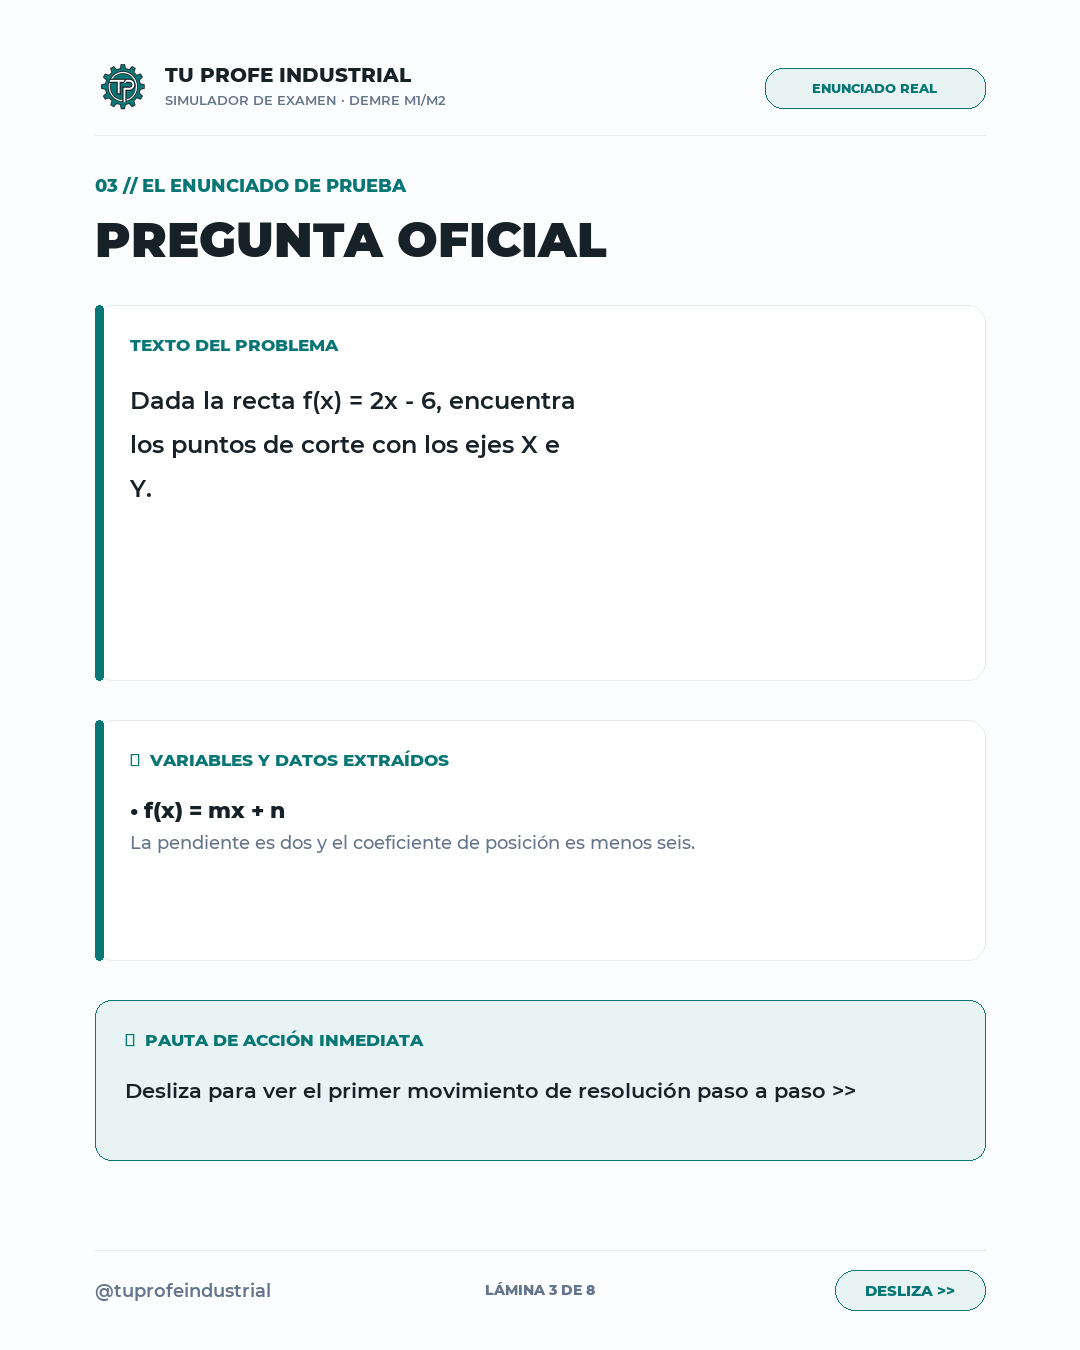 TP
TU PROFE INDUSTRIAL
SIMULADOR DE EXAMEN · DEMRE M1/M2
ENUNCIADO REAL
03 // EL ENUNCIADO DE PRUEBA
PREGUNTA OFICIAL
TEXTO DEL PROBLEMA
Dada la recta f(x) = 2x - 6, encuentra
los puntos de corte con los ejes X e
Y.
VARIABLES Y DATOS EXTRAÍDOS
• f(x) = mx + n
La pendiente es dos y el coeficiente de posición es menos seis.
PAUTA DE ACCIÓN INMEDIATA
Desliza para ver el primer movimiento de resolución paso a paso >>
@tuprofeindustrial
LÁMINA 3 DE 8
DESLIZA >>